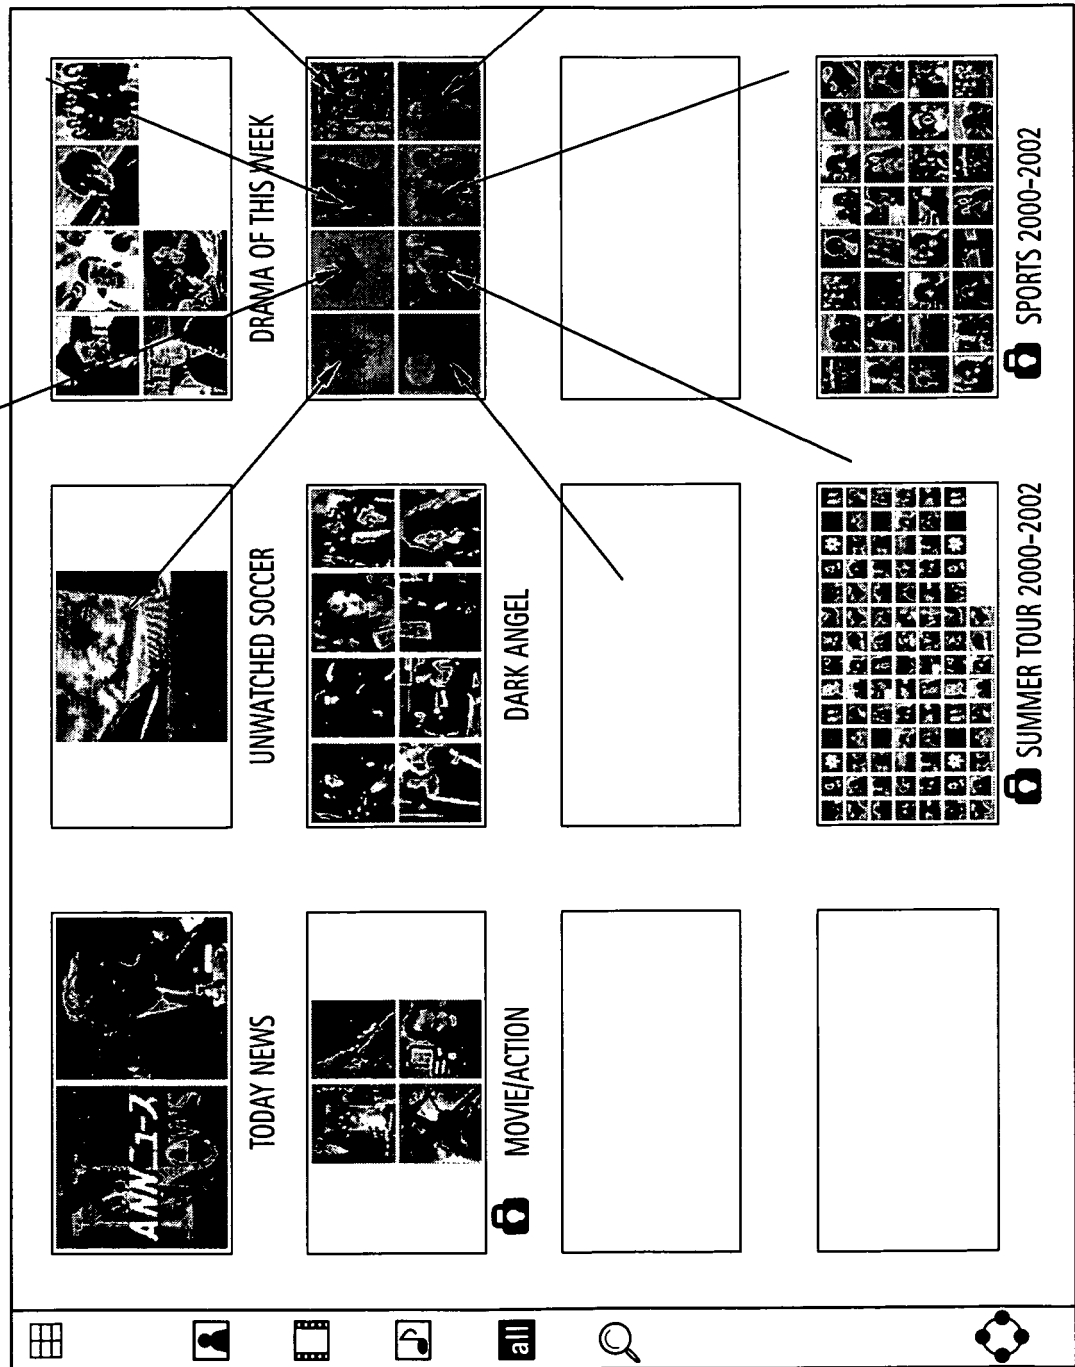 TODAY NEWS
UNWATCHED SOCCER
DRAMA OF THIS WEEK
MOVIE/ACTION
DARK ANGEL
SUMMER TOUR 2000-2002
SPORTS 2000-2002
all
ANNニュース